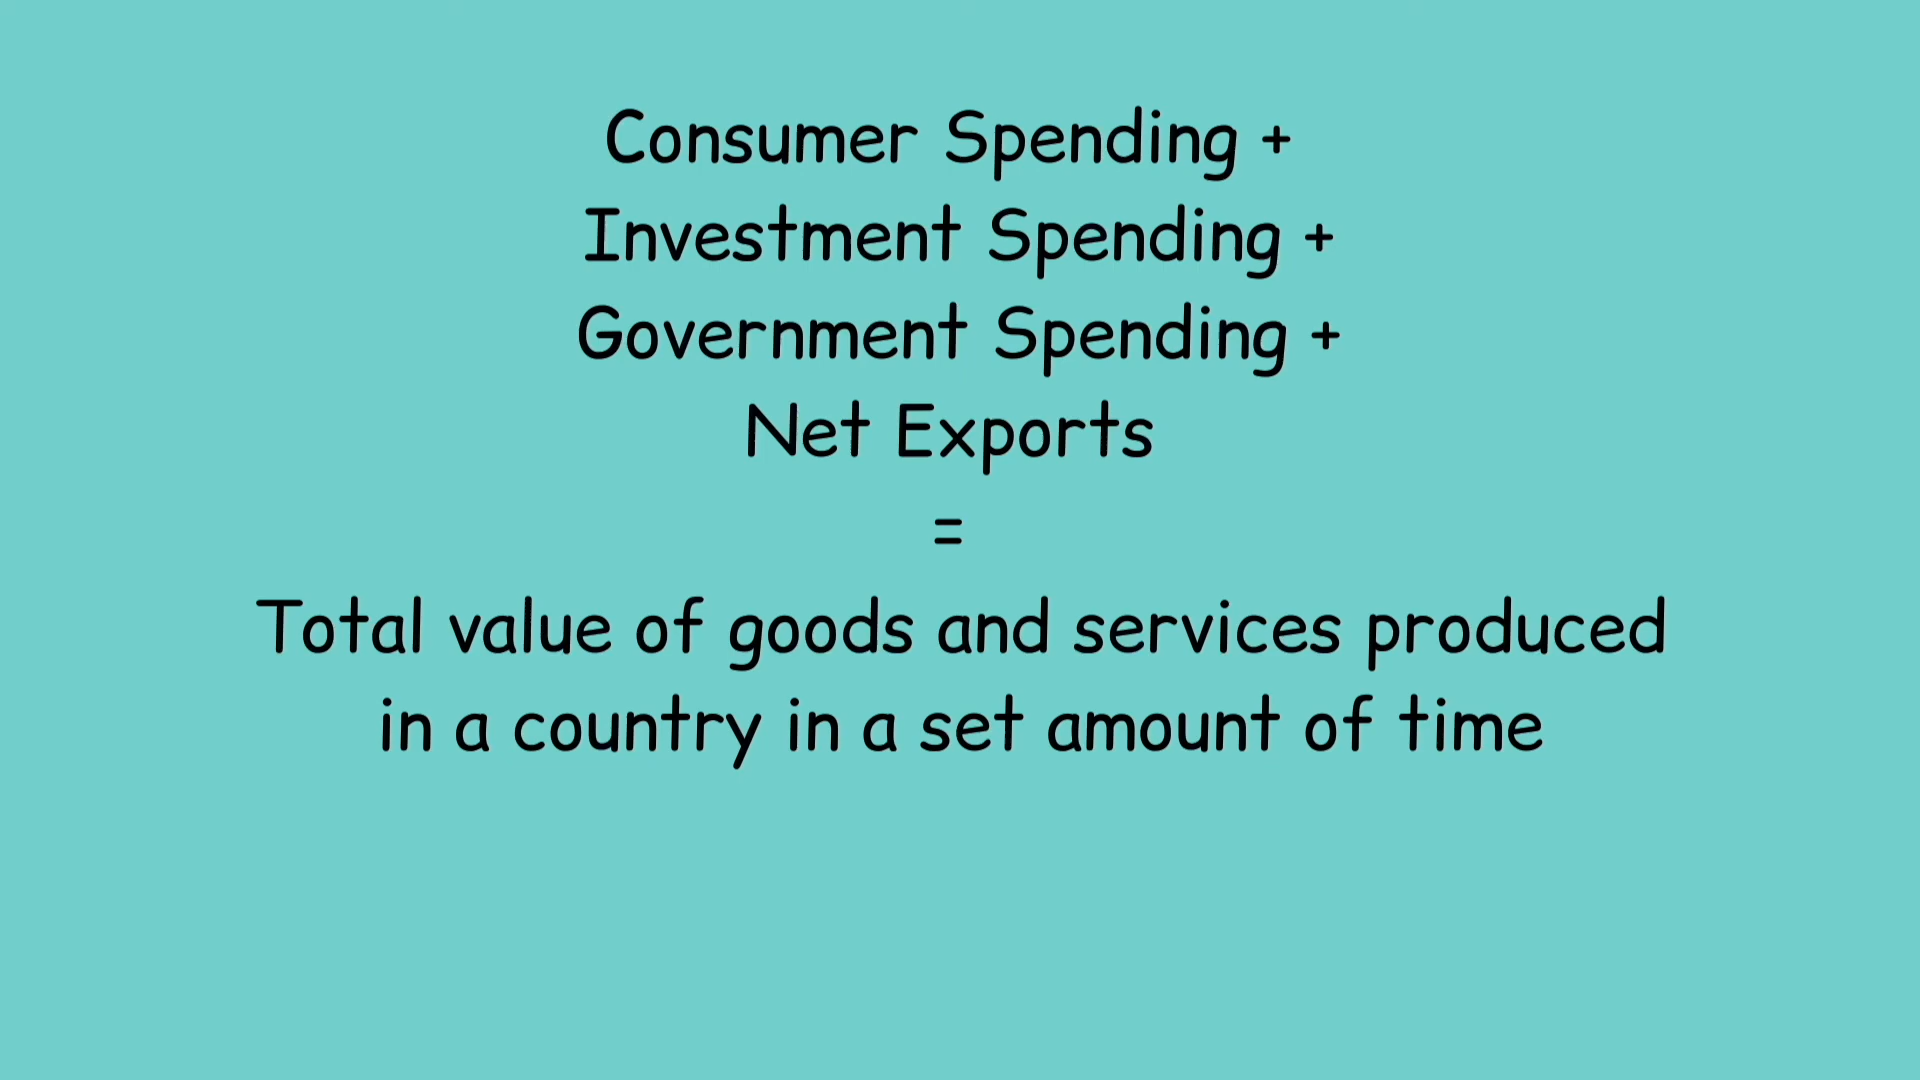 Consumer Spending +
Investment Spending +
Government Spending +
Net Exports
=
Total value of goods and services produced
in a country in a set amount of time